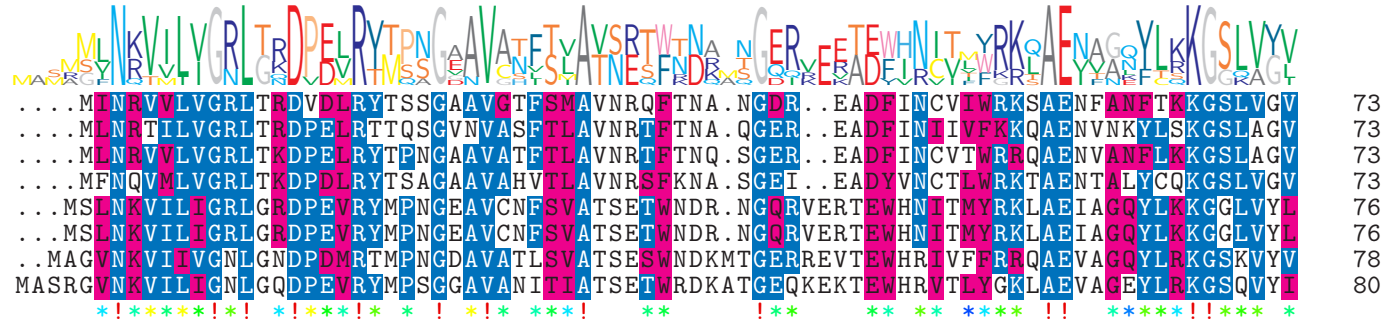 ....MINRVVLVGRLTRDVDLRYTSSGAAVGTFSMAVNRQFTNA.NGDR..EADFINCVIWRKSAENFANFTKKGSLVGV 73
....MLNRTILVGRLTRDPELRTTQSGVNVASFTLAVNRTFTNA.QGER..EADFINIIVFKKQAENVNKYLSKGSLAGV 73
....MLNRVVLVGRLTKDPELRYTPNGAAVATFTLAVNRTFTNQ.SGER..EADFINCVTWRRQAENVANFLKKGSLAGV 73
....MFNQVMLVGRLTKDPDLRYTSAGAAVAHVTLAVNRSFKNA.SGEI..EADYVNCTLWRKTAENTALYCQKGSLVGV 73
...MSLNKVILIGRLGRDPEVRYMPNGEAVCNFSVATSETWNDR.NGQRVERTEWHNITMYRKLAEIAGQYLKKGGLVYL 76
...MSLNKVILIGRLGRDPEVRYMPNGEAVCNFSVATSETWNDR.NGQRVERTEWHNITMYRKLAEIAGQYLKKGGLVYL 76
..MAGVNKVIIVGNLGNDPDMRTMPNGDAVATLSVATSESWNDKMTGERREVTEWHRIVFFRRQAEVAGQYLRKGSKVYV 78
MASRGVNKVILIGNLGQDPEVRYMPSGGAVANITIATSETWRDKATGEQKEKTEWHRVTLYGKLAEVAGEYLRKGSQVYI 80
*!*****!*! !***!* * ! *!****! ** !** ** ** **** !! *****!!*** *